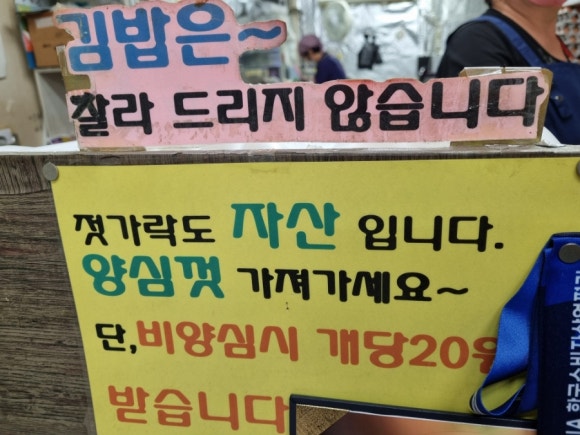 김밥은~
잘라 드리지 않습니다
젓가락도 자산 입니다.
양심껏 가져가세요~
단, 비양심시 개당20원
받습니다